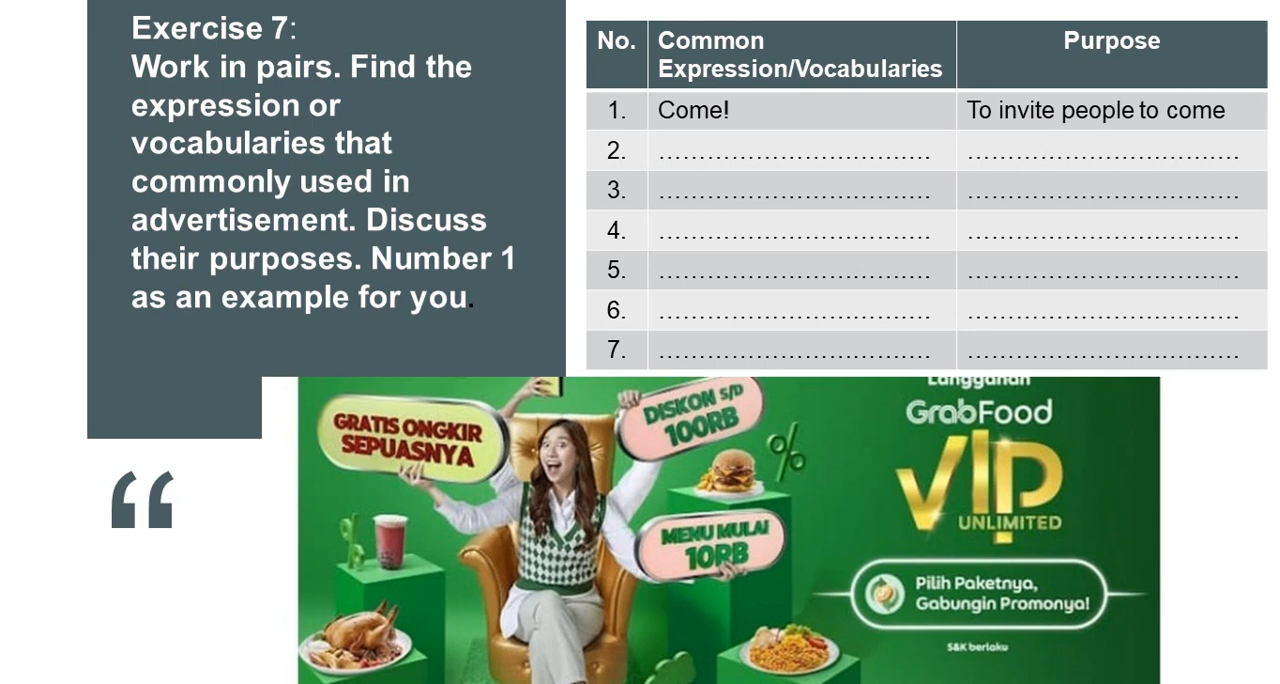 Exercise 7:
Work in pairs. Find the
expression or
vocabularies that
commonly used in
advertisement. Discuss
their purposes. Number 1
as an example for you.
“
No. Common Expression/Vocabularies Purpose
1. Come! To invite people to come
2. .................................. ..................................
3. .................................. ..................................
4. .................................. ..................................
5. .................................. ..................................
6. .................................. ..................................
7. .................................. ..................................
GRATIS ONGKIR
SEPUASNYA
DISKON S/D
100RB
%
MENU MULAI
10RB
Langganan
GrabFood
VIP
UNLIMITED
Pilih Paketnya,
Gabungin Promonya!
S&K berlaku